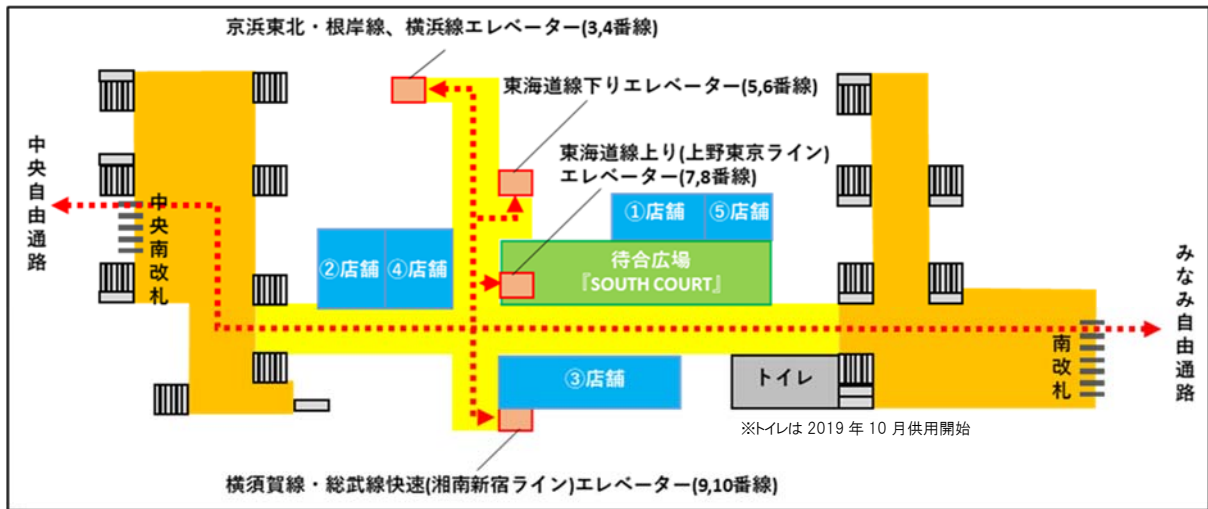 京浜東北・根岸線、横浜線エレベーター(3,4番線)
東海道線下りエレベーター(5,6番線)
東海道線上り(上野東京ライン)
エレベーター(7,8番線)
中央自由通路
中央南改札
①店舗
⑤店舗
②店舗
④店舗
待合広場
『SOUTH COURT』
みなみ自由通路
南改札
③店舗
トイレ
※トイレは 2019 年 10 月供用開始
横須賀線・総武線快速(湘南新宿ライン)エレベーター(9,10番線)